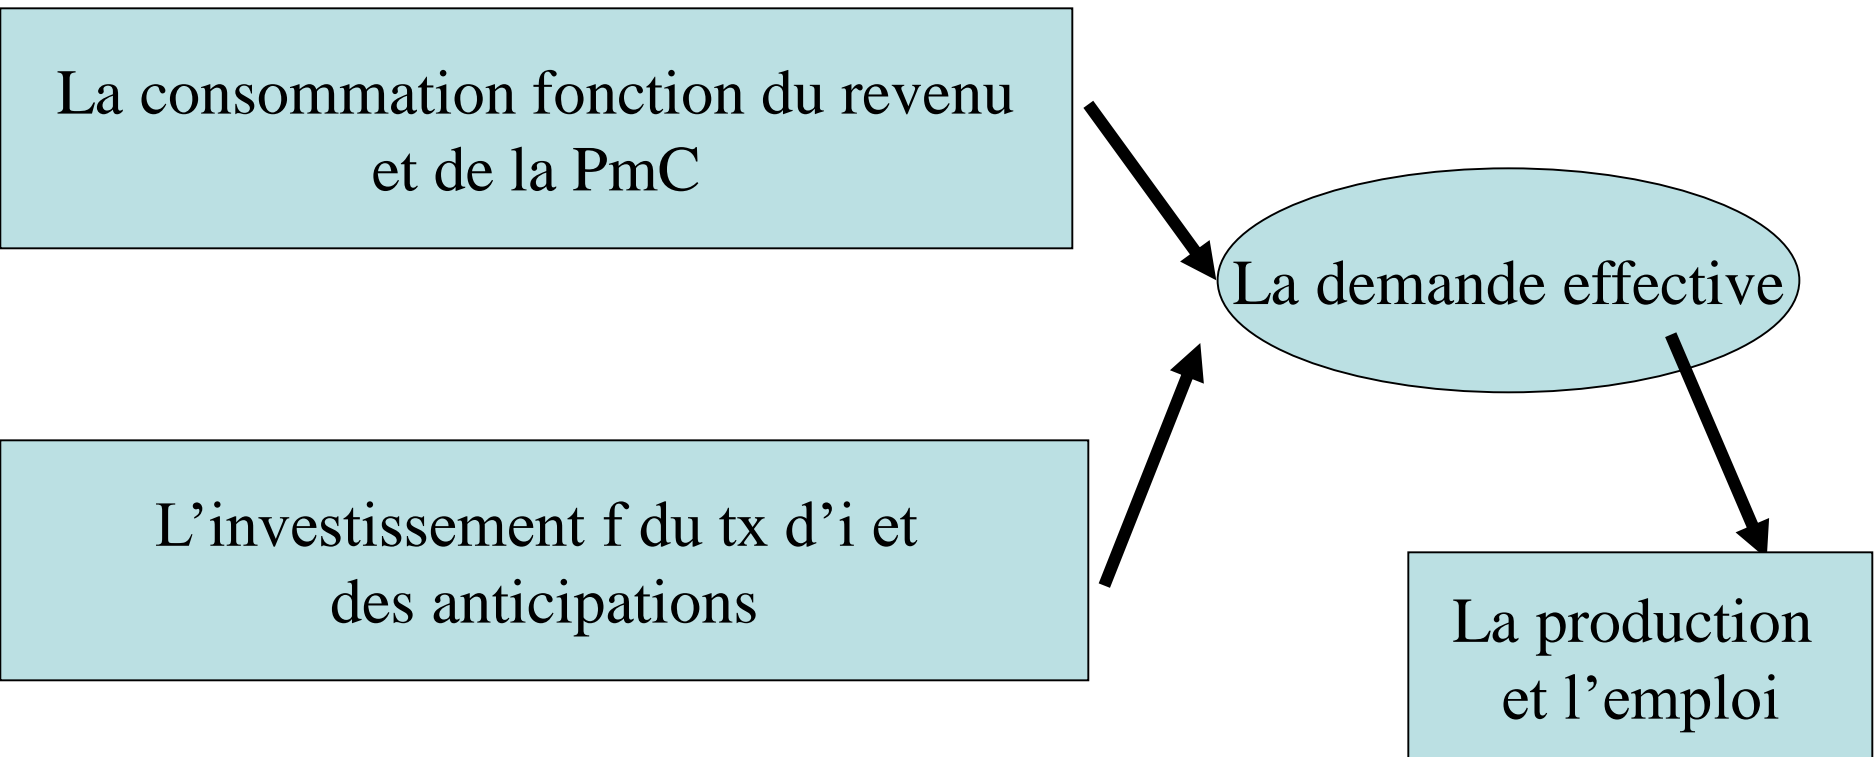 La consommation fonction du revenu
et de la PmC
La demande effective
L’investissement f du tx d’i et
des anticipations
La production
et l’emploi